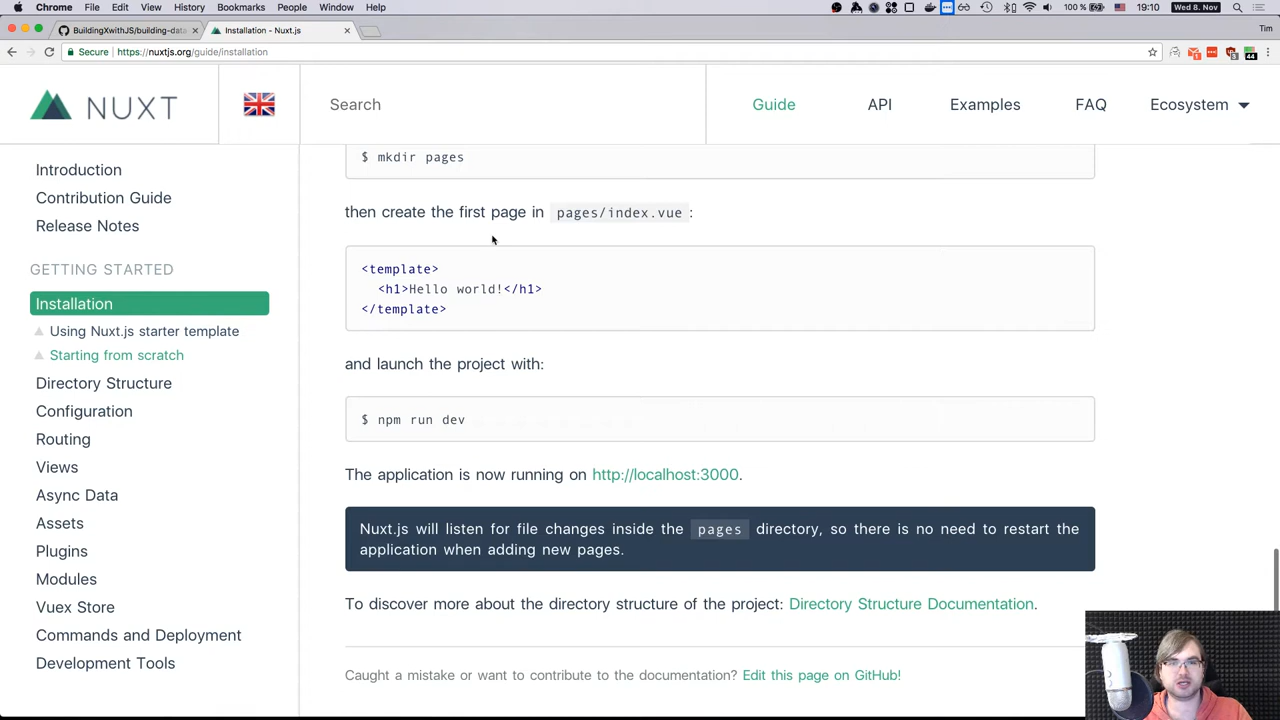 Chrome File Edit View History Bookmarks People Window Help 100 % Wed 8. Nov 19:10
BuildingXwithJS/building-data Installation - Nuxt.js Tim
Secure https://nuxtjs.org/guide/installation
NUXT Search Guide API Examples FAQ Ecosystem
Introduction
Contribution Guide
Release Notes
GETTING STARTED
Installation
Using Nuxt.js starter template
Starting from scratch
Directory Structure
Configuration
Routing
Views
Async Data
Assets
Plugins
Modules
Vuex Store
Commands and Deployment
Development Tools
$ mkdir pages
then create the first page in pages/index.vue :
<template>
<h1>Hello world!</h1>
</template>
and launch the project with:
$ npm run dev
The application is now running on http://localhost:3000.
Nuxt.js will listen for file changes inside the pages directory, so there is no need to restart the
application when adding new pages.
To discover more about the directory structure of the project: Directory Structure Documentation.
Caught a mistake or want to contribute to the documentation? Edit this page on GitHub!